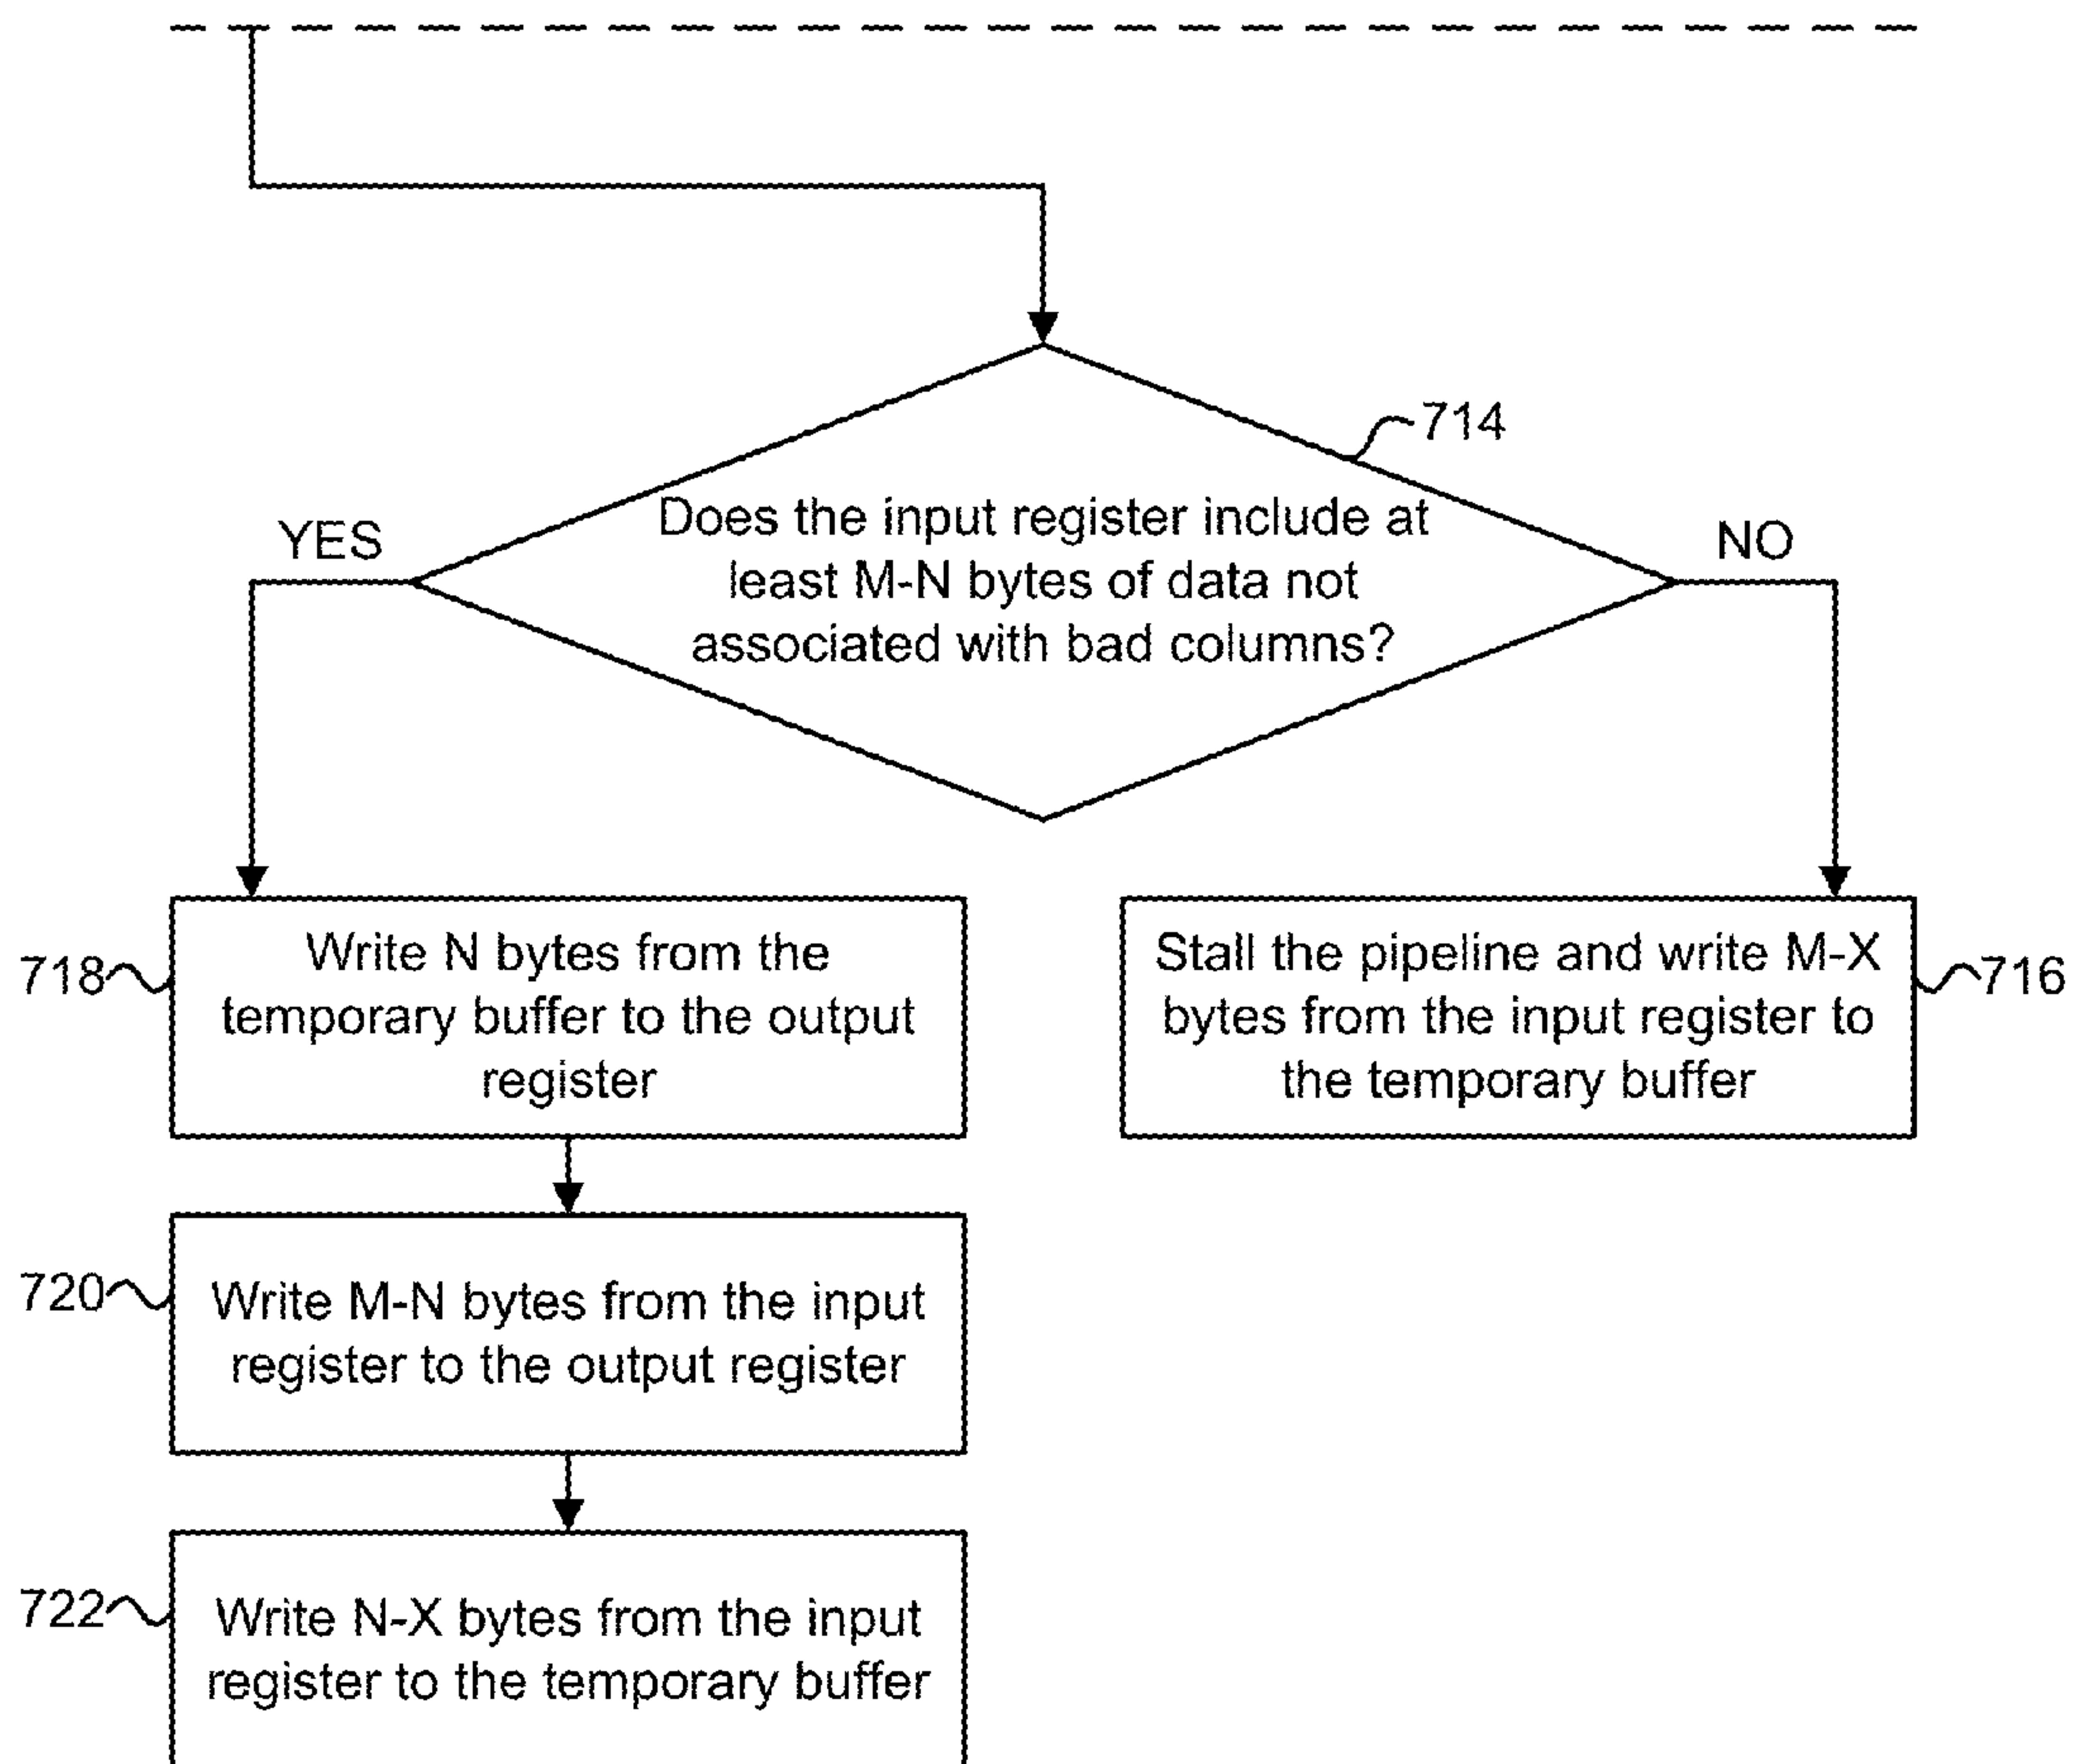 714
Does the input register include at
least M-N bytes of data not
associated with bad columns?
YES
NO
718
Write N bytes from the
temporary buffer to the output
register
Stall the pipeline and write M-X
bytes from the input register to
the temporary buffer
716
720
Write M-N bytes from the input
register to the output register
722
Write N-X bytes from the input
register to the temporary buffer